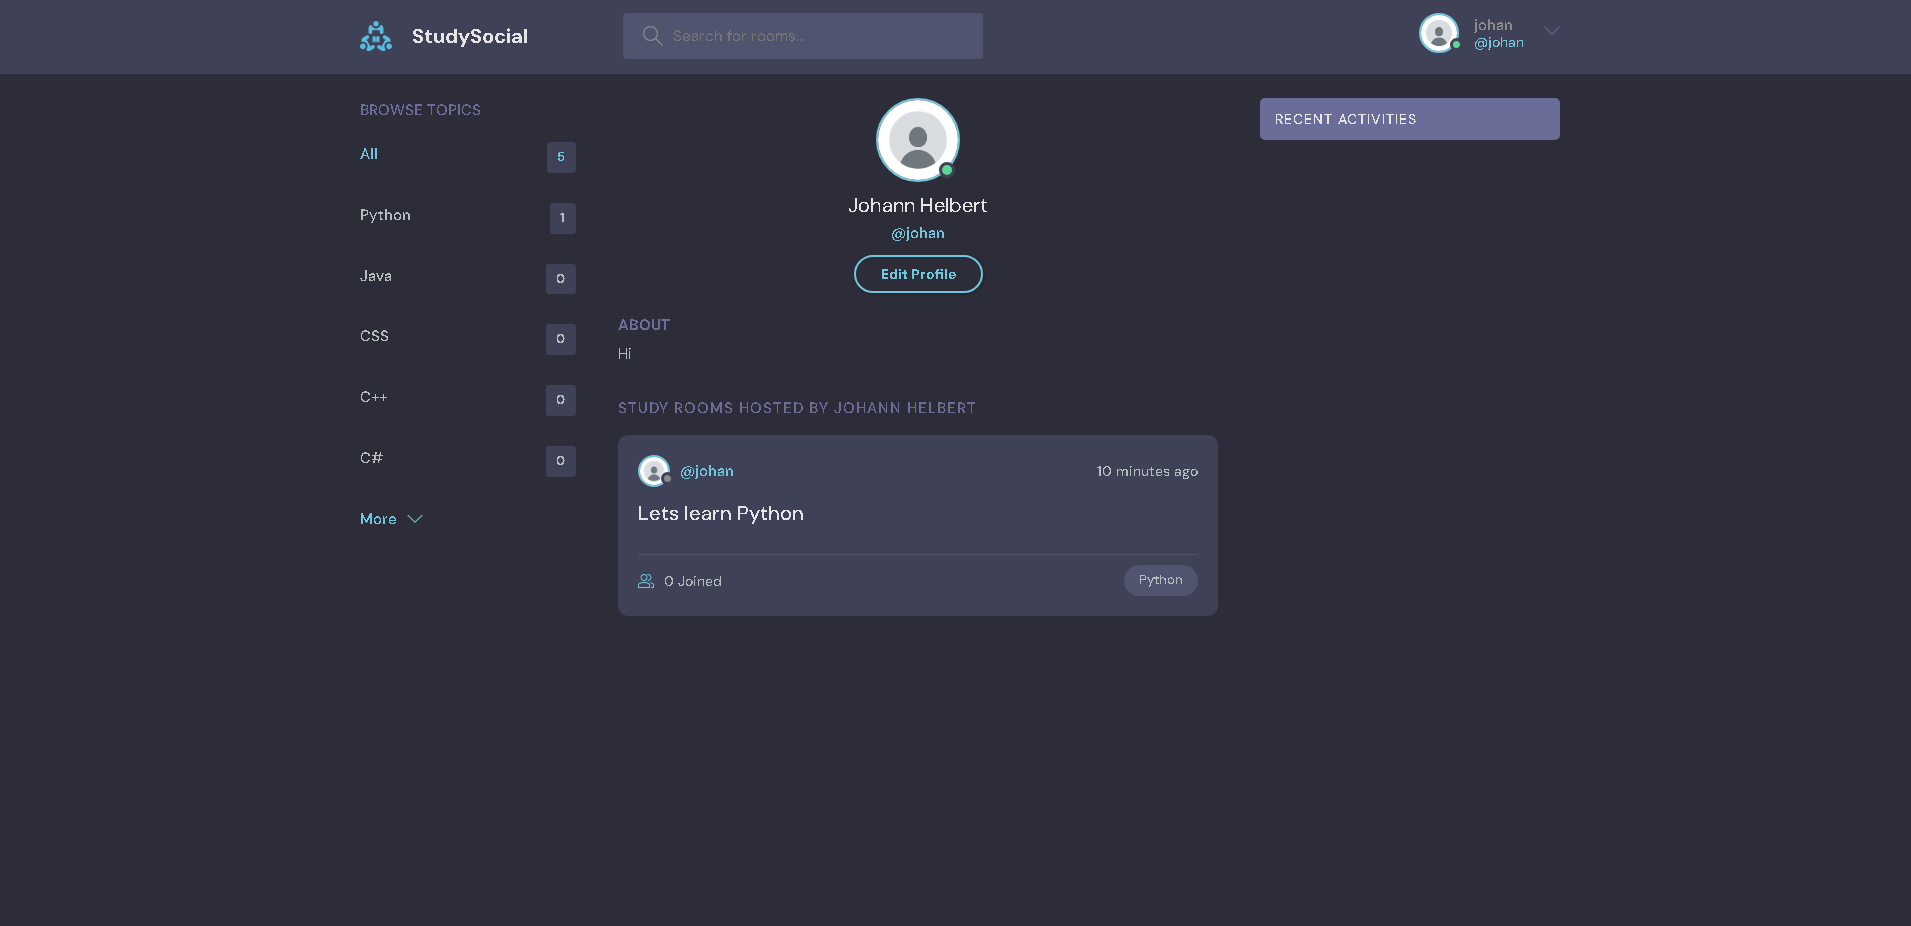 StudySocial
Search for rooms...
johan
@johan
BROWSE TOPICS
All 5
Python 1
Java 0
CSS 0
C++ 0
C# 0
More
Johann Helbert
@johan
Edit Profile
ABOUT
Hi
STUDY ROOMS HOSTED BY JOHANN HELBERT
@johan 10 minutes ago
Lets learn Python
0 Joined Python
RECENT ACTIVITIES